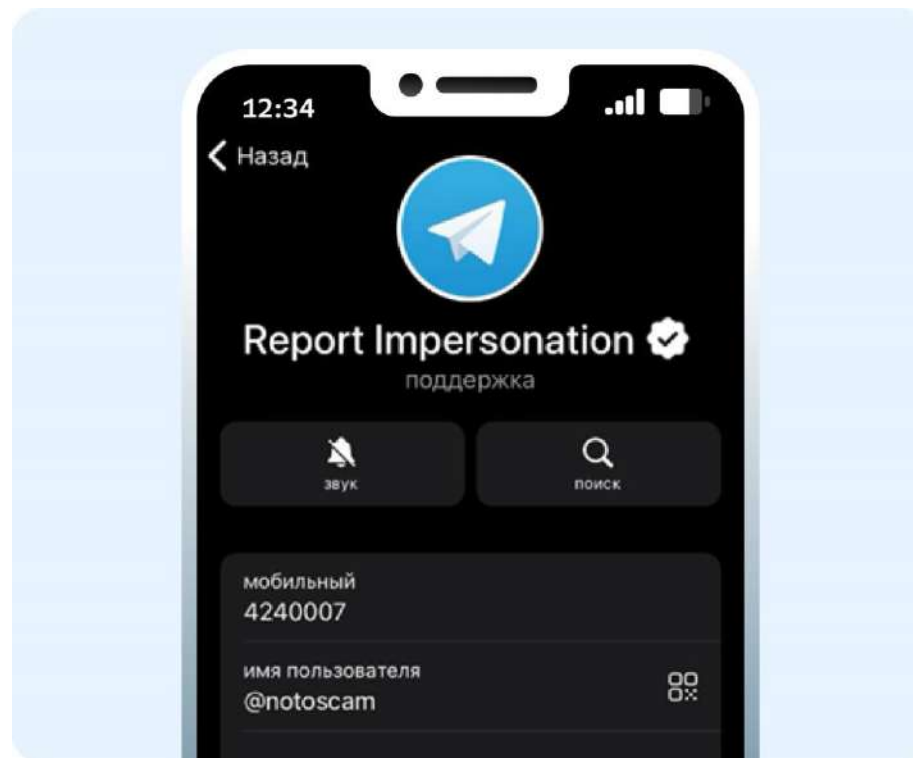 12:34
Назад
Report Impersonation
поддержка
звук
поиск
мобильный
4240007
имя пользователя
@notoscam